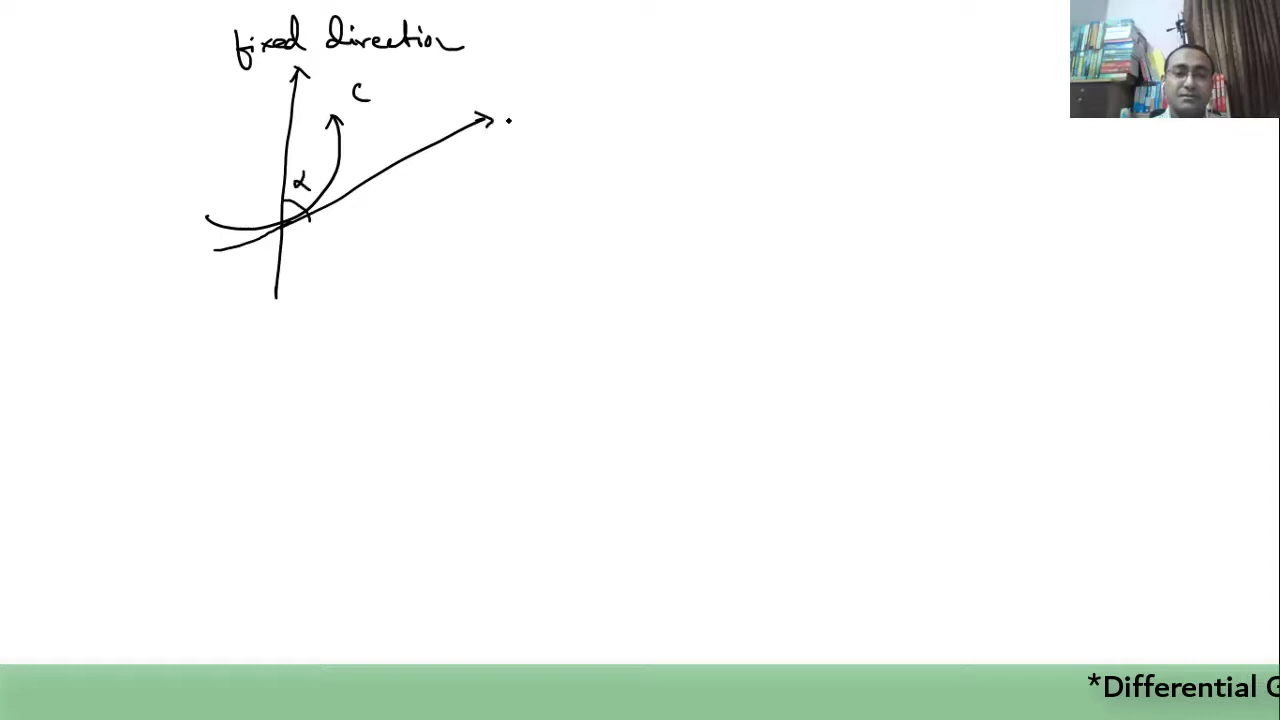 fixed direction
C
α
*Differential G